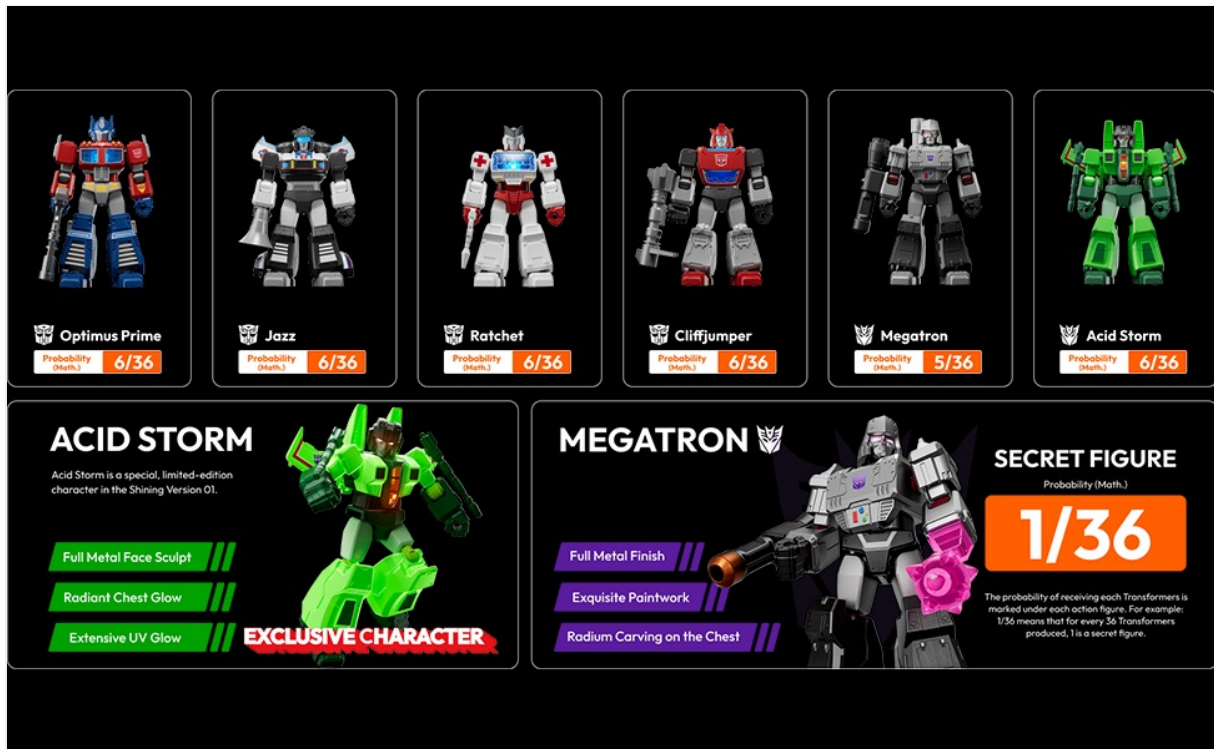 Optimus Prime
Probability
(Math.)
6/36
Jazz
Probability
(Math.)
6/36
Ratchet
Probability
(Math.)
6/36
Cliffjumper
Probability
(Math.)
6/36
Megatron
Probability
(Math.)
5/36
Acid Storm
Probability
(Math.)
6/36
ACID STORM
Acid Storm is a special, limited-edition
character in the Shining Version 01.
Full Metal Face Sculpt
Radiant Chest Glow
Extensive UV Glow
EXCLUSIVE CHARACTER
MEGATRON
Full Metal Finish
Exquisite Paintwork
Radium Carving on the Chest
SECRET FIGURE
Probability (Math.)
1/36
The probability of receiving each Transformers is
marked under each action figure. For example:
1/36 means that for every 36 Transformers
produced, 1 is a secret figure.